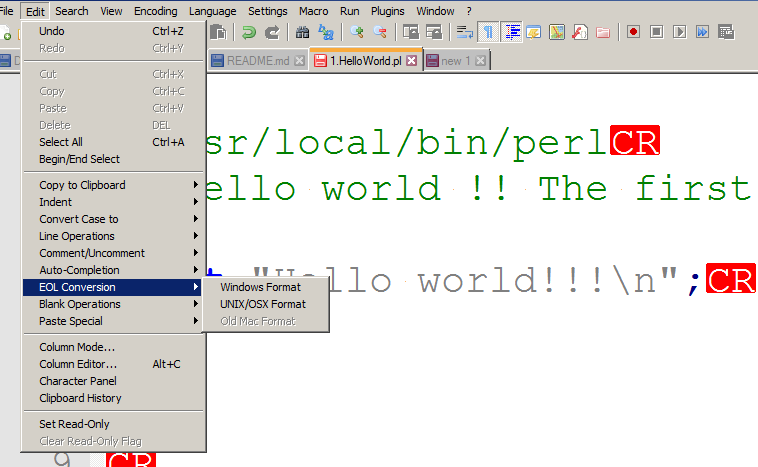 File Edit Search View Encoding Language Settings Macro Run Plugins Window ?
README.md 1.HelloWorld.pl new 1
Undo Ctrl+Z
Redo Ctrl+Y
Cut Ctrl+X
Copy Ctrl+C
Paste Ctrl+V
Delete DEL
Select All Ctrl+A
Begin/End Select
Copy to Clipboard
Indent
Convert Case to
Line Operations
Comment/Uncomment
Auto-Completion
EOL Conversion
Blank Operations
Paste Special
Column Mode...
Column Editor... Alt+C
Character Panel
Clipboard History
Set Read-Only
Clear Read-Only Flag
Windows Format
UNIX/OSX Format
Old Mac Format
sr/local/bin/perlCR
ello world !! The first
t "Hello world!!!\n";CR
9
CR